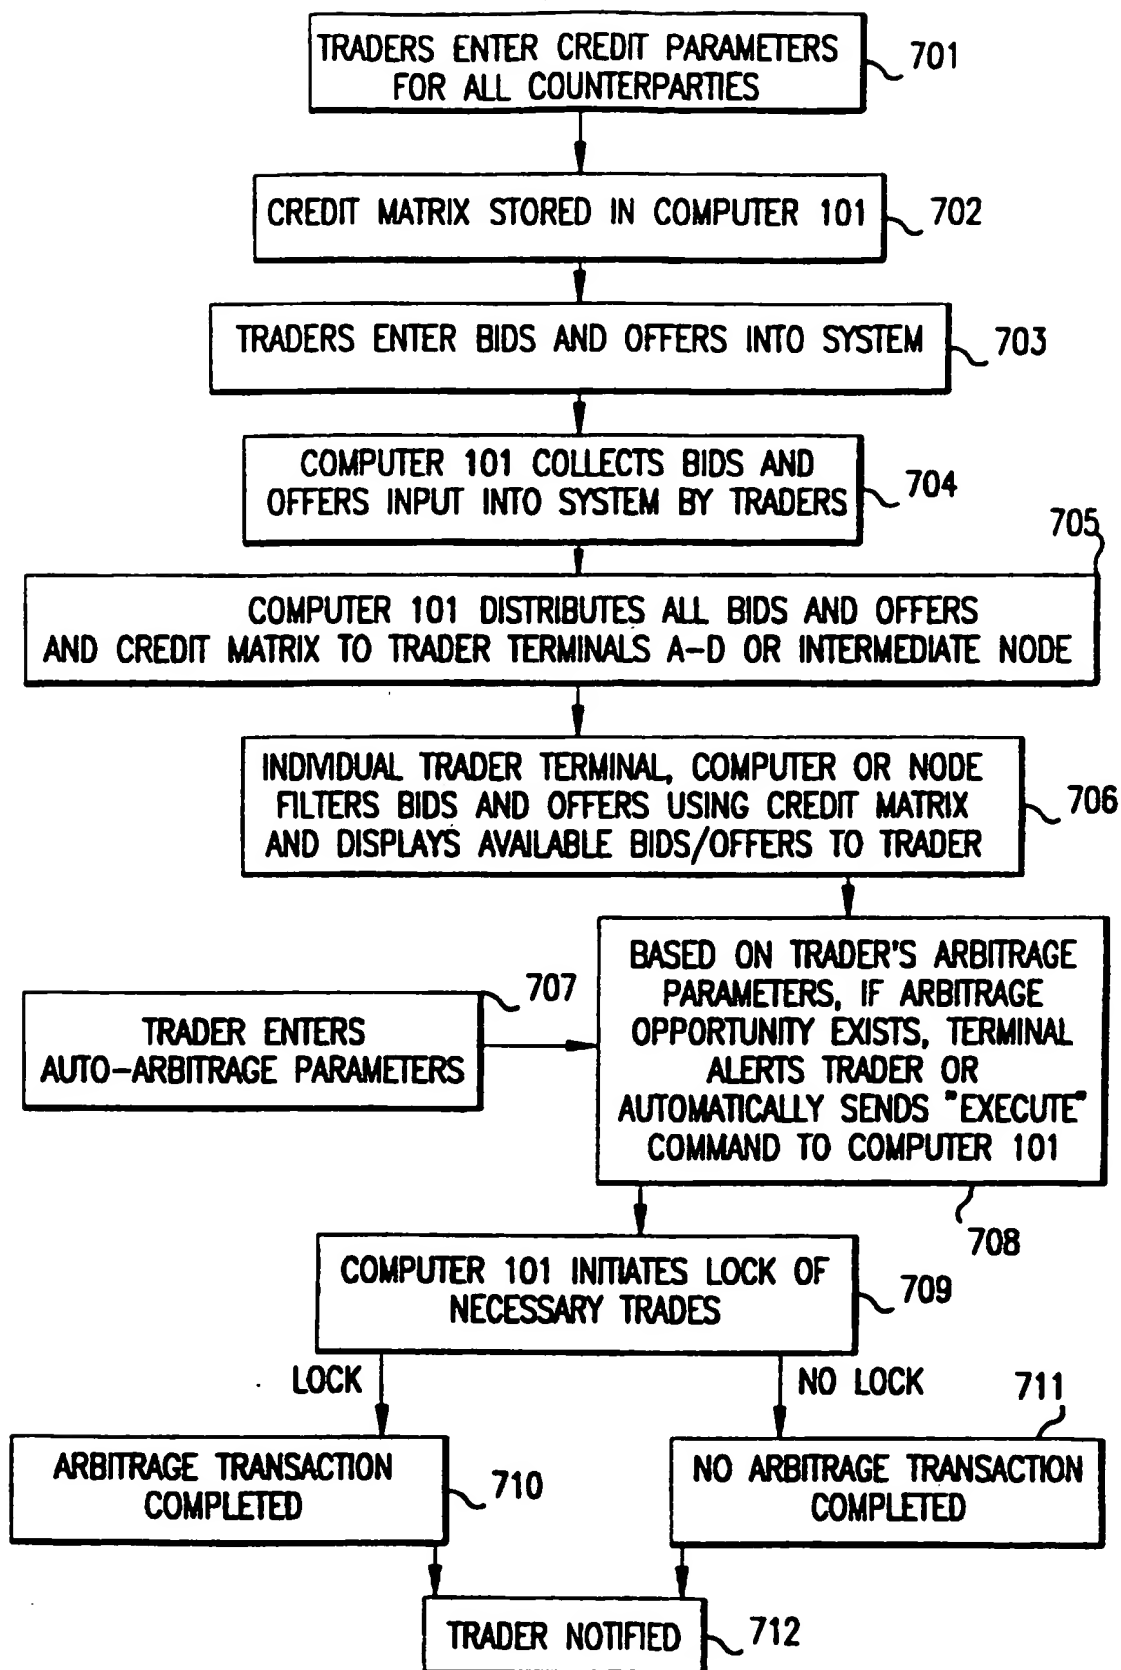 TRADERS ENTER CREDIT PARAMETERS
FOR ALL COUNTERPARTIES
701
CREDIT MATRIX STORED IN COMPUTER 101
702
TRADERS ENTER BIDS AND OFFERS INTO SYSTEM
703
COMPUTER 101 COLLECTS BIDS AND
OFFERS INPUT INTO SYSTEM BY TRADERS
704
705
COMPUTER 101 DISTRIBUTES ALL BIDS AND OFFERS
AND CREDIT MATRIX TO TRADER TERMINALS A-D OR INTERMEDIATE NODE
INDIVIDUAL TRADER TERMINAL, COMPUTER OR NODE
FILTERS BIDS AND OFFERS USING CREDIT MATRIX
AND DISPLAYS AVAILABLE BIDS/OFFERS TO TRADER
706
707
TRADER ENTERS
AUTO-ARBITRAGE PARAMETERS
BASED ON TRADER'S ARBITRAGE
PARAMETERS, IF ARBITRAGE
OPPORTUNITY EXISTS, TERMINAL
ALERTS TRADER OR
AUTOMATICALLY SENDS "EXECUTE"
COMMAND TO COMPUTER 101
708
COMPUTER 101 INITIATES LOCK OF
NECESSARY TRADES
709
LOCK
NO LOCK
711
ARBITRAGE TRANSACTION
COMPLETED
710
NO ARBITRAGE TRANSACTION
COMPLETED
TRADER NOTIFIED
712